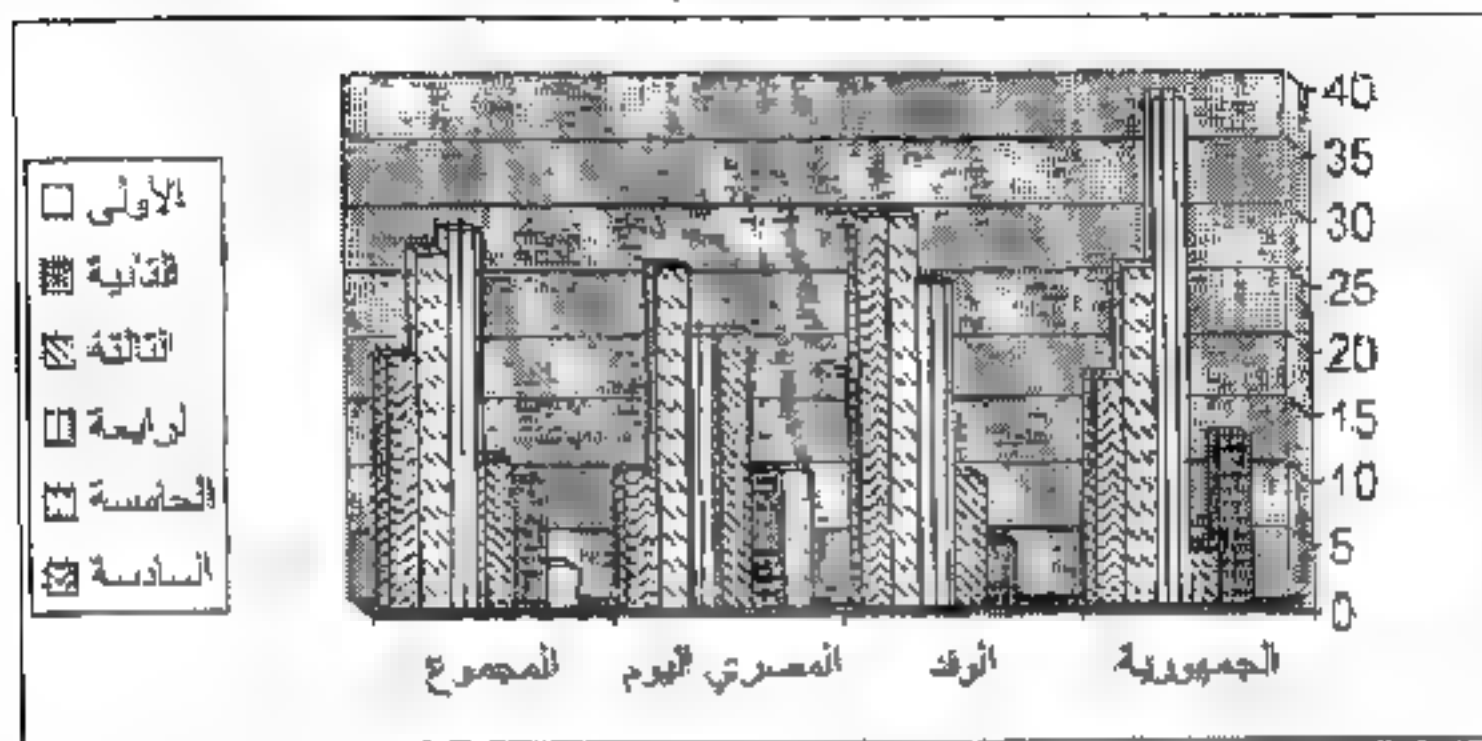 الأولى
الثانية
الثالثة
الرابعة
الخامسة
السادسة
40
35
30
25
20
15
10
5
0
الجمهورية
الوفد
المصري اليوم
المجموع